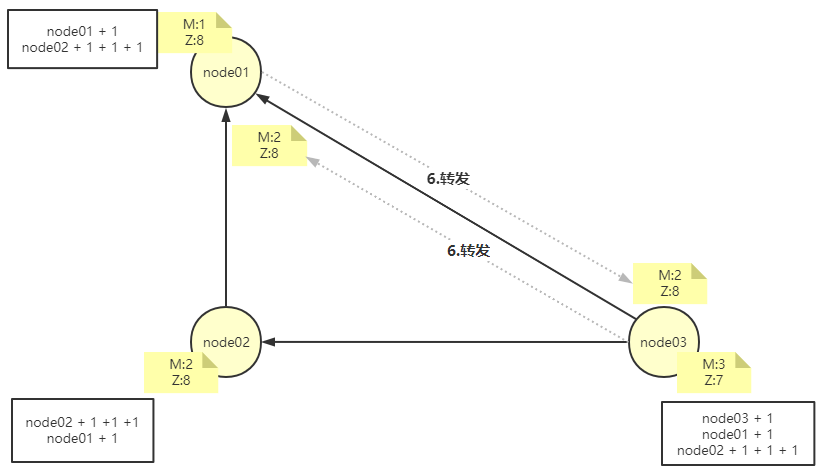 node01 + 1
node02 + 1 + 1 + 1
M:1
Z:8
node01
M:2
Z:8
6.转发
6.转发
M:2
Z:8
node02
M:2
Z:8
node03
M:3
Z:7
node02 + 1 +1 +1
node01 + 1
node03 + 1
node01 + 1
node02 + 1 + 1 + 1